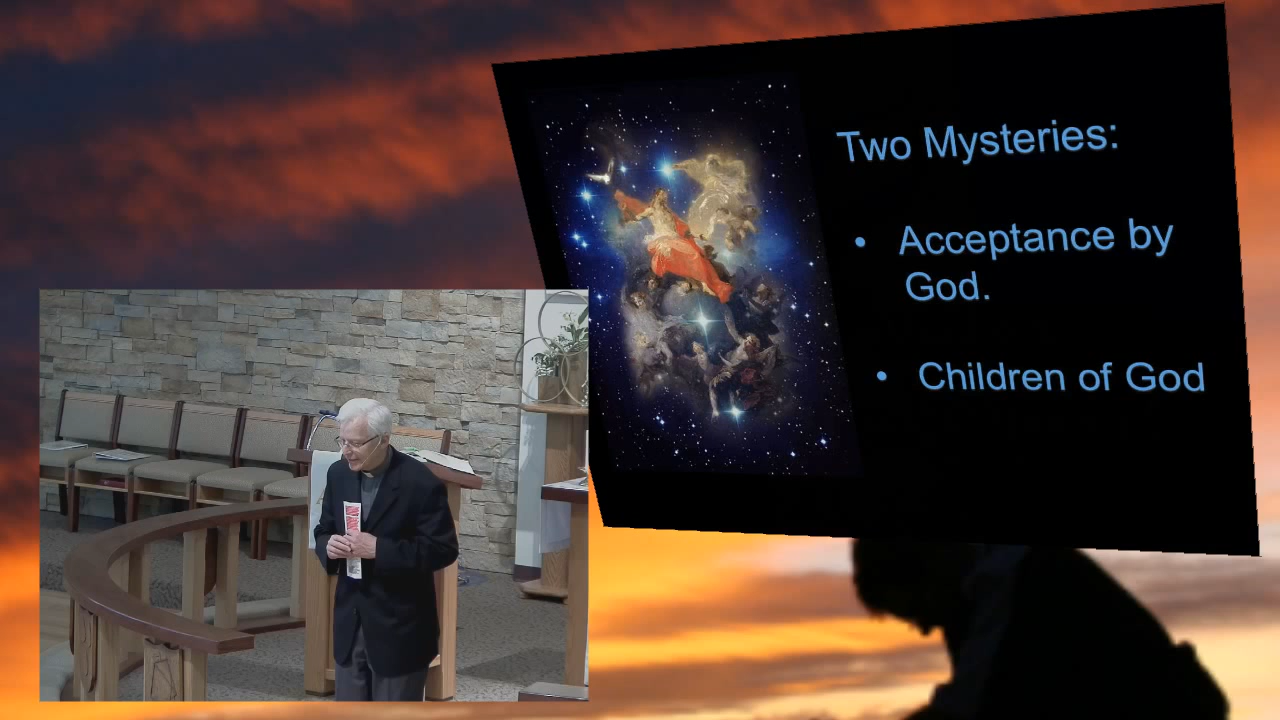 Two Mysteries:
• Acceptance by
God.
• Children of God